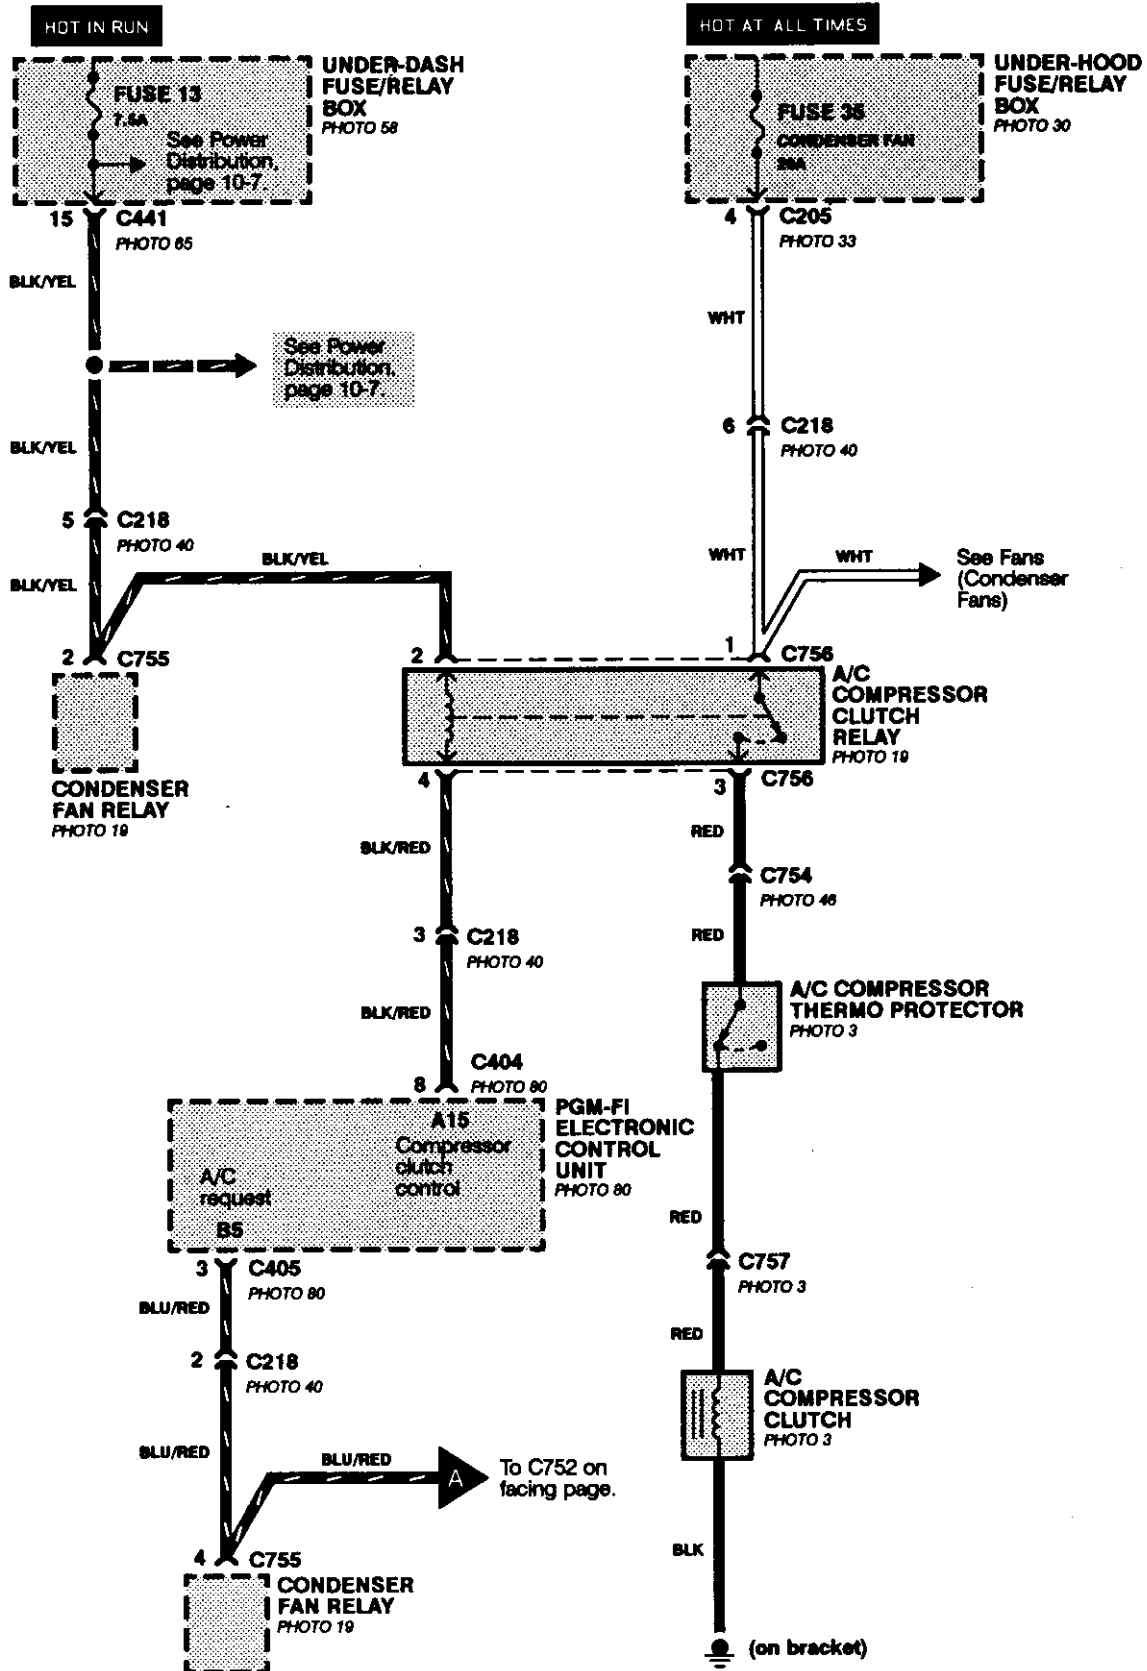 HOT IN RUN
HOT AT ALL TIMES
UNDER-DASH
FUSE/RELAY
BOX
PHOTO 58
FUSE 13
7.5A
See Power
Distribution,
page 10-7.
UNDER-HOOD
FUSE/RELAY
BOX
PHOTO 30
FUSE 35
CONDENSER FAN
20A
15 C441
PHOTO 65
4 C205
PHOTO 33
BLK/YEL
WHT
See Power
Distribution,
page 10-7.
BLK/YEL
6 C218
PHOTO 40
5 C218
PHOTO 40
BLK/YEL
BLK/YEL
WHT
WHT
See Fans
(Condenser
Fans)
2 C755
2
1 C756
CONDENSER
FAN RELAY
PHOTO 19
A/C
COMPRESSOR
CLUTCH
RELAY
PHOTO 19
4
3 C756
BLK/RED
RED
C754
PHOTO 46
3 C218
PHOTO 40
RED
BLK/RED
A/C COMPRESSOR
THERMO PROTECTOR
PHOTO 3
8 C404
PHOTO 80
A15
Compressor
clutch
control
A/C
request
B5
PGM-FI
ELECTRONIC
CONTROL
UNIT
PHOTO 80
RED
3 C405
PHOTO 80
C757
PHOTO 3
BLU/RED
RED
2 C218
PHOTO 40
A/C
COMPRESSOR
CLUTCH
PHOTO 3
BLU/RED
BLU/RED
A
To C752 on
facing page.
BLK
4 C755
CONDENSER
FAN RELAY
PHOTO 19
(on bracket)